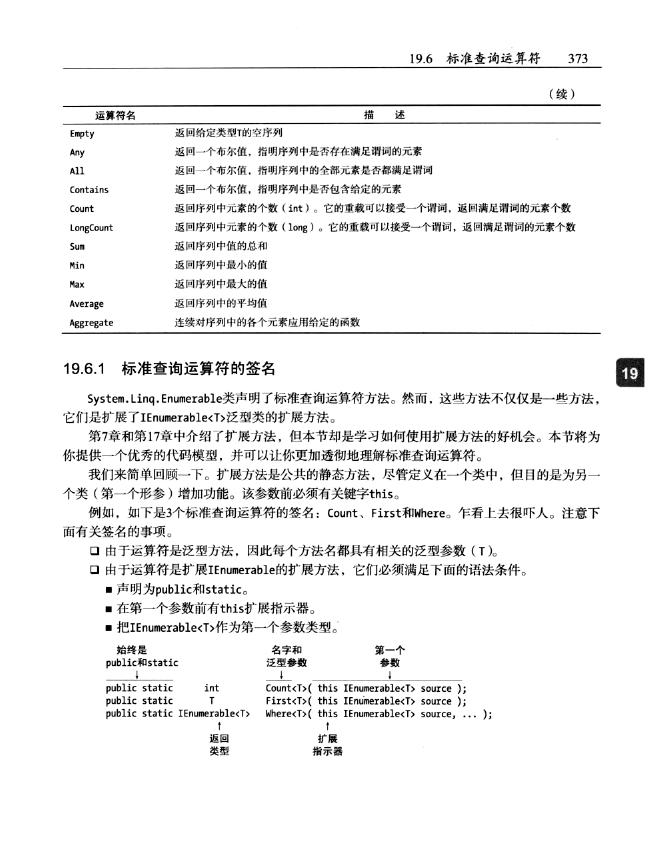 19.6 标准查询运算符 373
（续）
运算符名 描 述
Empty 返回给定类型T的空序列
Any 返回一个布尔值，指明序列中是否存在满足谓词的元素
All 返回一个布尔值，指明序列中的全部元素是否都满足谓词
Contains 返回一个布尔值，指明序列中是否包含给定的元素
Count 返回序列中元素的个数（int）。它的重载可以接受一个谓词，返回满足谓词的元素个数
LongCount 返回序列中元素的个数（long）。它的重载可以接受一个谓词，返回满足谓词的元素个数
Sum 返回序列中值的总和
Min 返回序列中最小的值
Max 返回序列中最大的值
Average 返回序列中的平均值
Aggregate 连续对序列中的各个元素应用给定的函数
19.6.1 标准查询运算符的签名
19
System.Linq.Enumerable类声明了标准查询运算符方法。然而，这些方法不仅仅是一些方法，
它们是扩展了IEnumerable<T>泛型类的扩展方法。
第7章和第17章中介绍了扩展方法，但本节却是学习如何使用扩展方法的好机会。本节将为
你提供一个优秀的代码模型，并可以让你更加透彻地理解标准查询运算符。
我们来简单回顾一下。扩展方法是公共的静态方法，尽管定义在一个类中，但目的是为另一
个类（第一个形参）增加功能。该参数前必须有关键字this。
例如，如下是3个标准查询运算符的签名：Count、First和Where。乍看上去很吓人。注意下
面有关签名的事项。
❑ 由于运算符是泛型方法，因此每个方法名都具有相关的泛型参数（T）。
❑ 由于运算符是扩展IEnumerable的扩展方法，它们必须满足下面的语法条件。
■ 声明为public和static。
■ 在第一个参数前有this扩展指示器。
■ 把IEnumerable<T>作为第一个参数类型。
始终是 名字和 第一个
public和static 泛型参数 参数
public static int Count<T>( this IEnumerable<T> source );
public static T First<T>( this IEnumerable<T> source );
public static IEnumerable<T> Where<T>( this IEnumerable<T> source, ... );
返回 扩展
类型 指示器